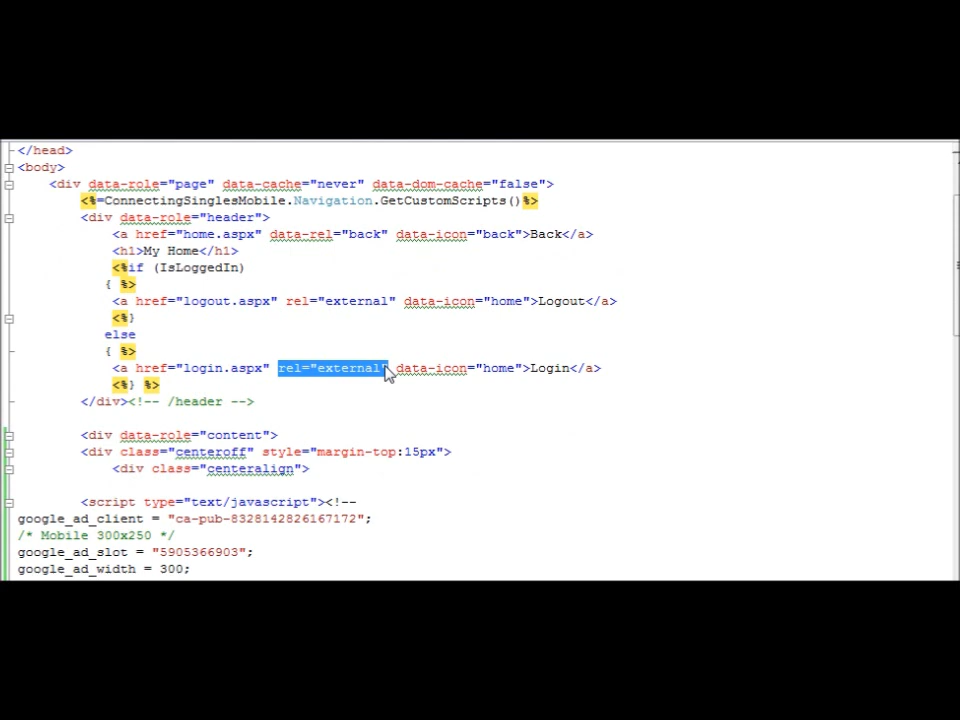 </head>
<body>
<div data-role="page" data-cache="never" data-dom-cache="false">
<%=ConnectingSinglesMobile.Navigation.GetCustomScripts()%>
<div data-role="header">
<a href="home.aspx" data-rel="back" data-icon="back">Back</a>
<h1>My Home</h1>
<%if (IsLoggedIn)
{ %>
<a href="logout.aspx" rel="external" data-icon="home">Logout</a>
<%}
else
{ %>
<a href="login.aspx" rel="external" data-icon="home">Login</a>
<%} %>
</div><!-- /header -->
<div data-role="content">
<div class="centeroff" style="margin-top:15px">
<div class="centeralign">
<script type="text/javascript"><!--
google_ad_client = "ca-pub-8328142826167172";
/* Mobile 300x250 */
google_ad_slot = "5905366903";
google_ad_width = 300;